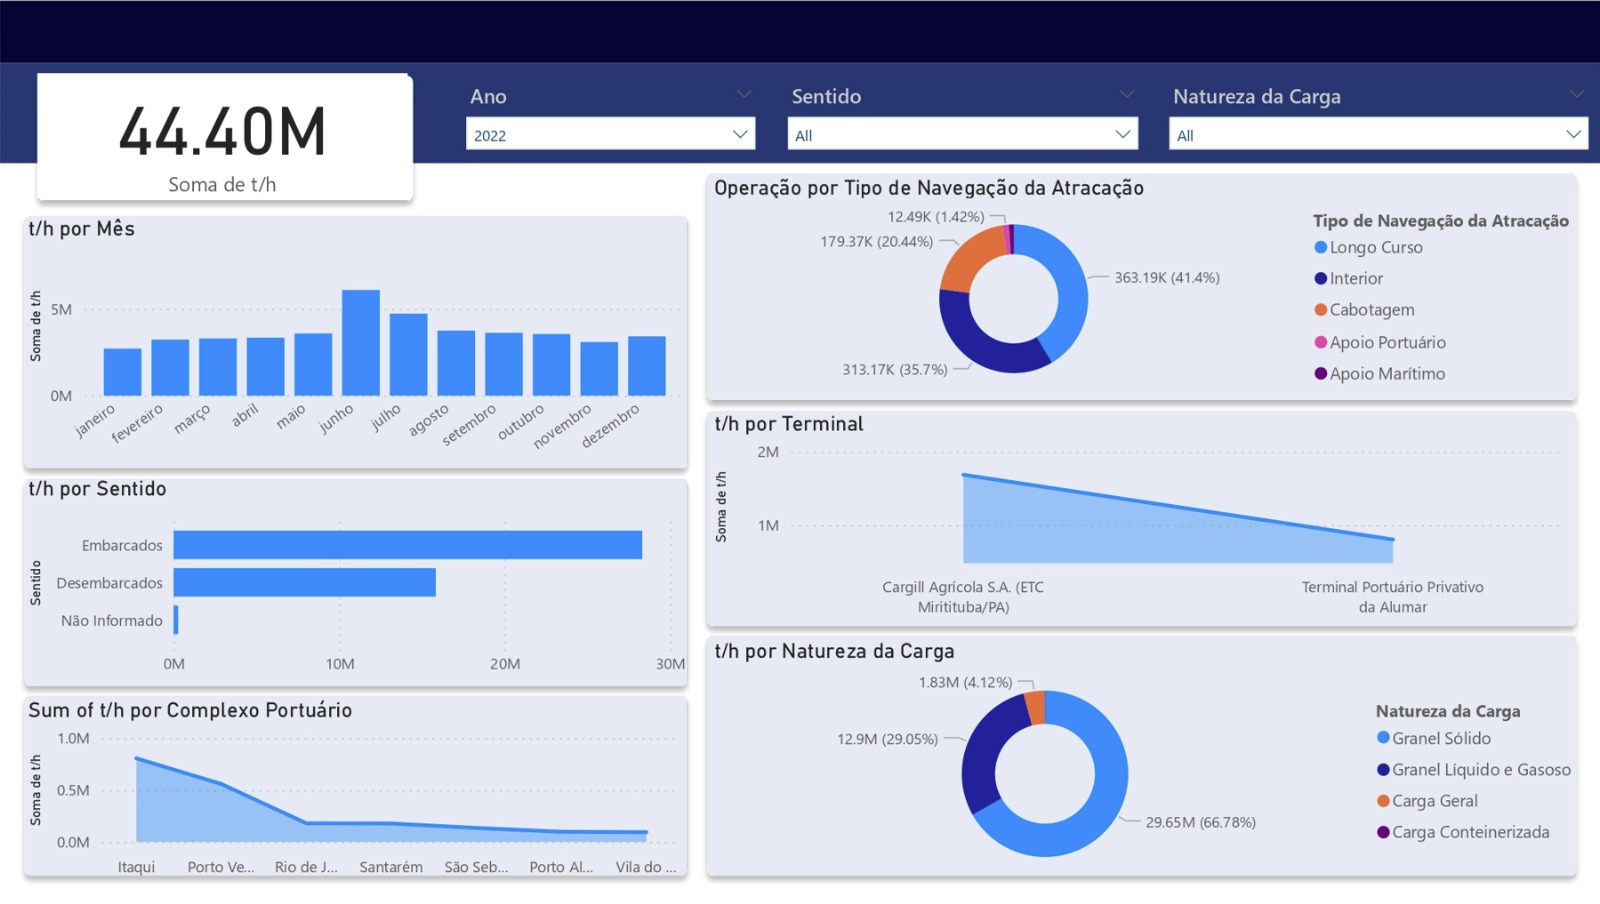 44.40M
Soma de t/h
Ano
2022
Sentido
All
Natureza da Carga
All
t/h por Mês
Soma de t/h
5M
0M
janeiro
fevereiro
março
abril
maio
junho
julho
agosto
setembro
outubro
novembro
dezembro
t/h por Sentido
Sentido
Embarcados
Desembarcados
Não Informado
0M
10M
20M
30M
Sum of t/h por Complexo Portuário
Soma de t/h
1.0M
0.5M
0.0M
Itaqui
Porto Ve...
Rio de J...
Santarém
São Seb...
Porto Al...
Vila do ...
Operação por Tipo de Navegação da Atracação
12.49K (1.42%)
179.37K (20.44%)
363.19K (41.4%)
313.17K (35.7%)
Tipo de Navegação da Atracação
Longo Curso
Interior
Cabotagem
Apoio Portuário
Apoio Marítimo
t/h por Terminal
Soma de t/h
2M
1M
Cargill Agrícola S.A. (ETC
Miritituba/PA)
Terminal Portuário Privativo
da Alumar
t/h por Natureza da Carga
1.83M (4.12%)
12.9M (29.05%)
29.65M (66.78%)
Natureza da Carga
Granel Sólido
Granel Líquido e Gasoso
Carga Geral
Carga Conteinerizada